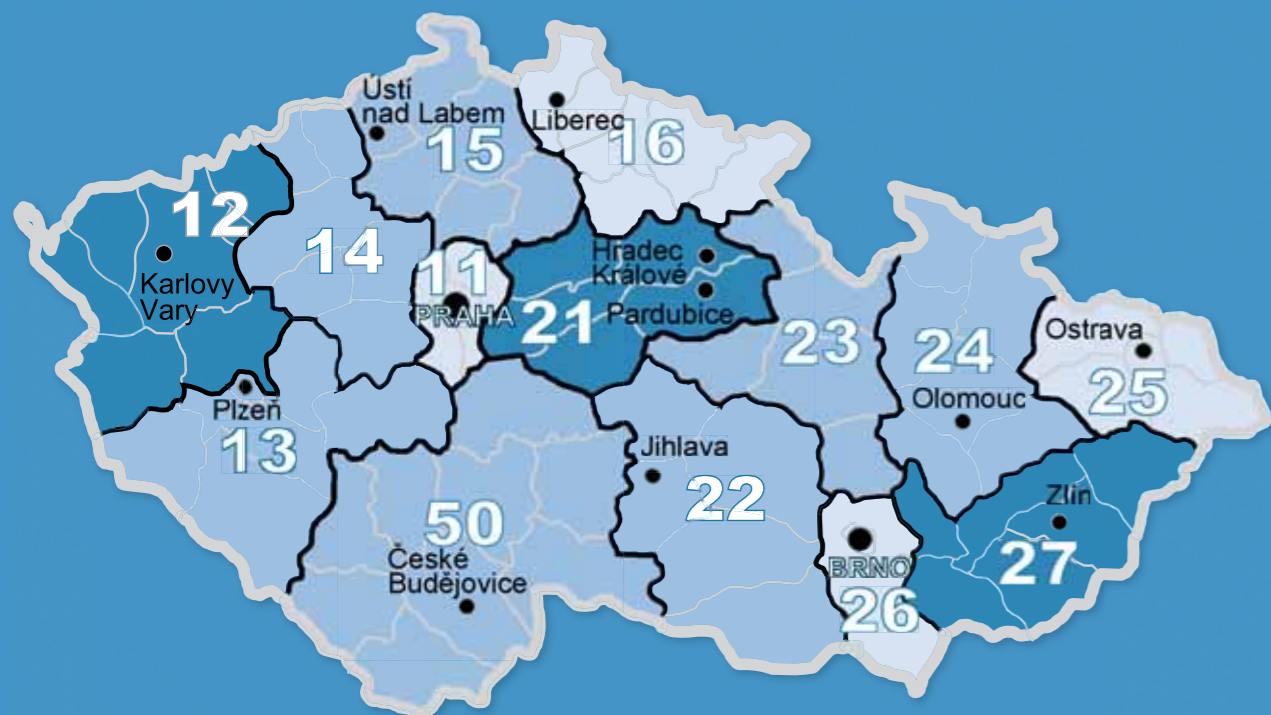 Ústí
nad Labem
15
Liberec
16
12
Karlovy
Vary
14
11
PRAHA
Hradec
Králové
21
Pardubice
23
24
Ostrava
25
Olomouc
Plzeň
13
Jihlava
22
50
České
Budějovice
Zlín
27
BRNO
26